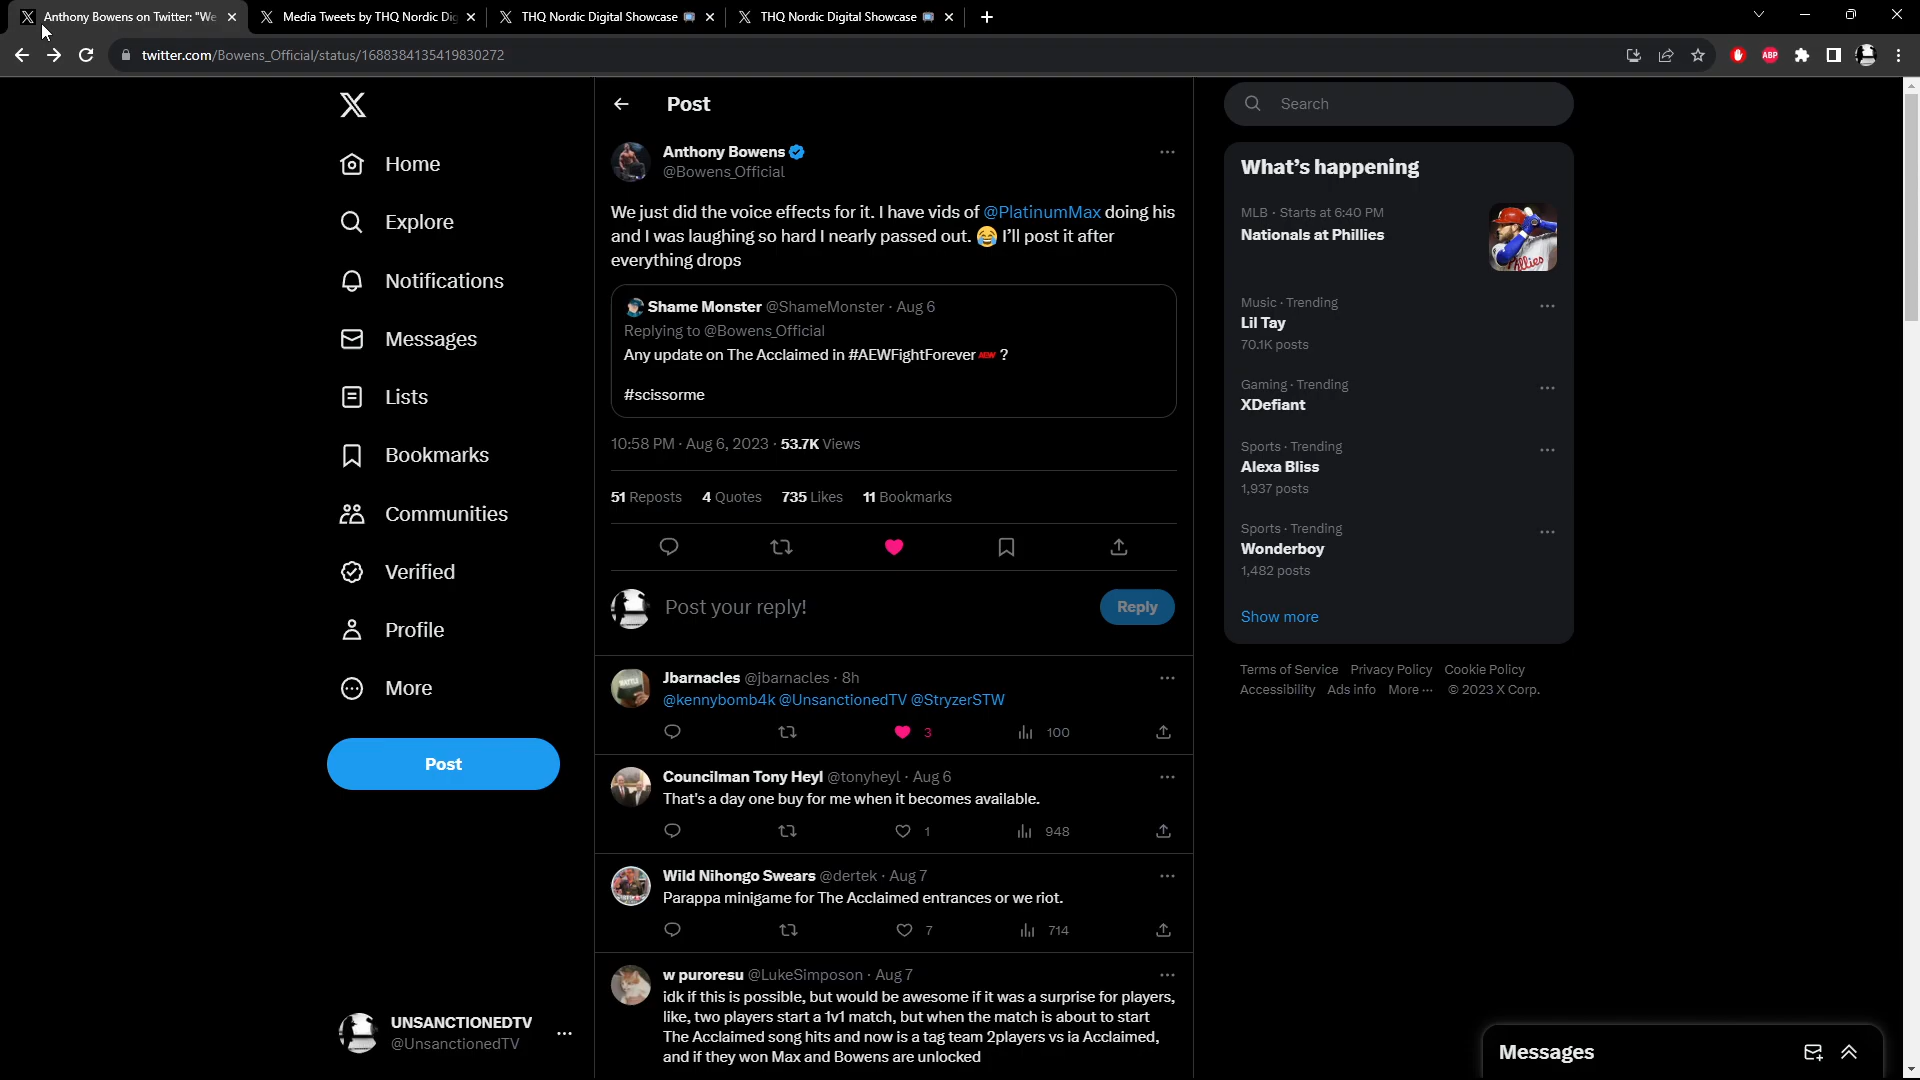 Anthony Bowens on Twitter: "We
Media Tweets by THQ Nordic Di
THQ Nordic Digital Showcase
THQ Nordic Digital Showcase
twitter.com/Bowens_Official/status/1688384135419830272
ABP
Home
Explore
Notifications
Messages
Lists
Bookmarks
Communities
Verified
Profile
More
Post
UNSANCTIONEDTV
@UnsanctionedTV
Post
Anthony Bowens
@Bowens_Official
We just did the voice effects for it. I have vids of @PlatinumMax doing his
and I was laughing so hard I nearly passed out. 😂 I'll post it after
everything drops
Shame Monster @ShameMonster · Aug 6
Replying to @Bowens_Official
Any update on The Acclaimed in #AEWFightForever AEW ?
#scissorme
10:58 PM · Aug 6, 2023 · 53.7K Views
51 Reposts 4 Quotes 735 Likes 11 Bookmarks
Post your reply!
Reply
Jbarnacles @jbarnacles · 8h
@kennybomb4k @UnsanctionedTV @StryzerSTW
3 100
Councilman Tony Heyl @tonyheyl · Aug 6
That's a day one buy for me when it becomes available.
1 948
Wild Nihongo Swears @dertek · Aug 7
Parappa minigame for The Acclaimed entrances or we riot.
7 714
w puroresu @LukeSimposon · Aug 7
idk if this is possible, but would be awesome if it was a surprise for players,
like, two players start a 1v1 match, but when the match is about to start
The Acclaimed song hits and now is a tag team 2players vs ia Acclaimed,
and if they won Max and Bowens are unlocked
Search
What's happening
MLB · Starts at 6:40 PM
Nationals at Phillies
Phillies
Music · Trending
Lil Tay
70.1K posts
Gaming · Trending
XDefiant
Sports · Trending
Alexa Bliss
1,937 posts
Sports · Trending
Wonderboy
1,482 posts
Show more
Terms of Service Privacy Policy Cookie Policy
Accessibility Ads info More ··· © 2023 X Corp.
Messages